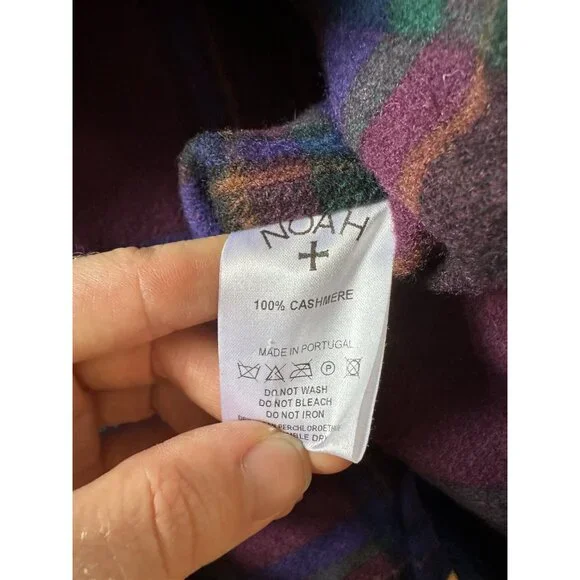 NOAH
100% CASHMERE
MADE IN PORTUGAL
P
DO NOT WASH
DO NOT BLEACH
DO NOT IRON